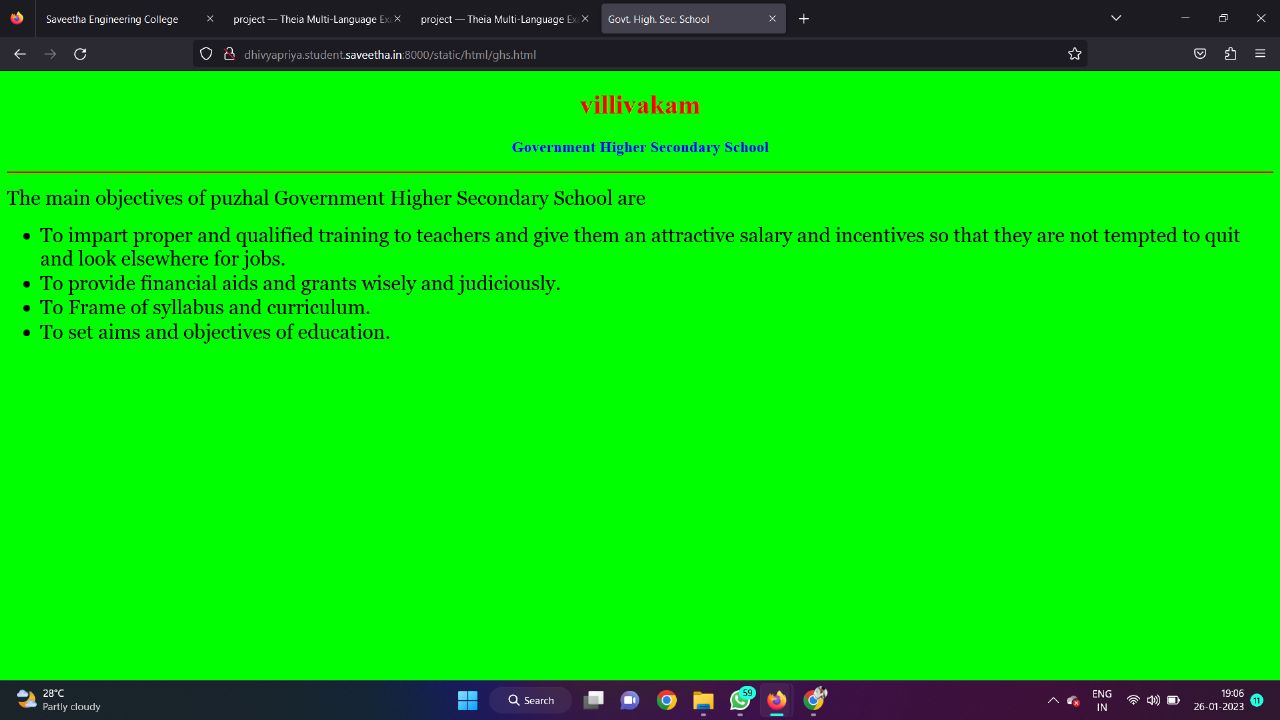 Saveetha Engineering College
project — Theia Multi-Language Ex
project — Theia Multi-Language Ex
Govt. High. Sec. School
dhivyapriya.student.saveetha.in:8000/static/html/ghs.html
villivakam
Government Higher Secondary School
The main objectives of puzhal Government Higher Secondary School are
To impart proper and qualified training to teachers and give them an attractive salary and incentives so that they are not tempted to quit
and look elsewhere for jobs.
To provide financial aids and grants wisely and judiciously.
To Frame of syllabus and curriculum.
To set aims and objectives of education.
28°C
Partly cloudy
Search
59
ENG
IN
19:06
26-01-2023
11